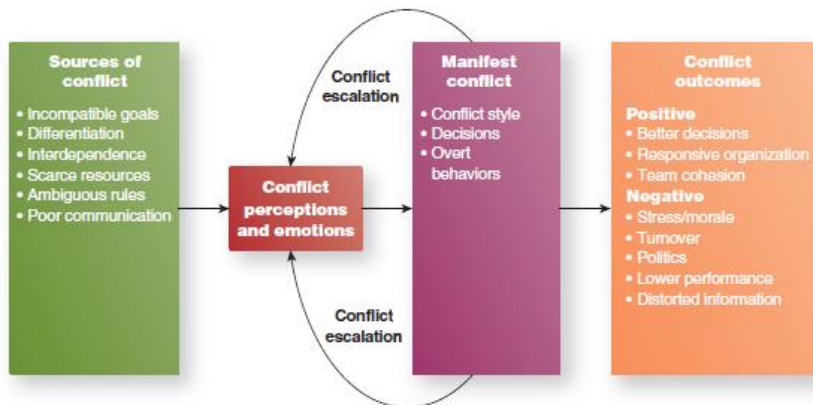 Sources of
conflict
• Incompatible goals
• Differentiation
• Interdependence
• Scarce resources
• Ambiguous rules
• Poor communication
Conflict
escalation
Conflict
perceptions
and emotions
Conflict
escalation
Manifest
conflict
• Conflict style
• Decisions
• Overt
behaviors
Conflict
outcomes
Positive
• Better decisions
• Responsive organization
• Team cohesion
Negative
• Stress/morale
• Turnover
• Politics
• Lower performance
• Distorted information